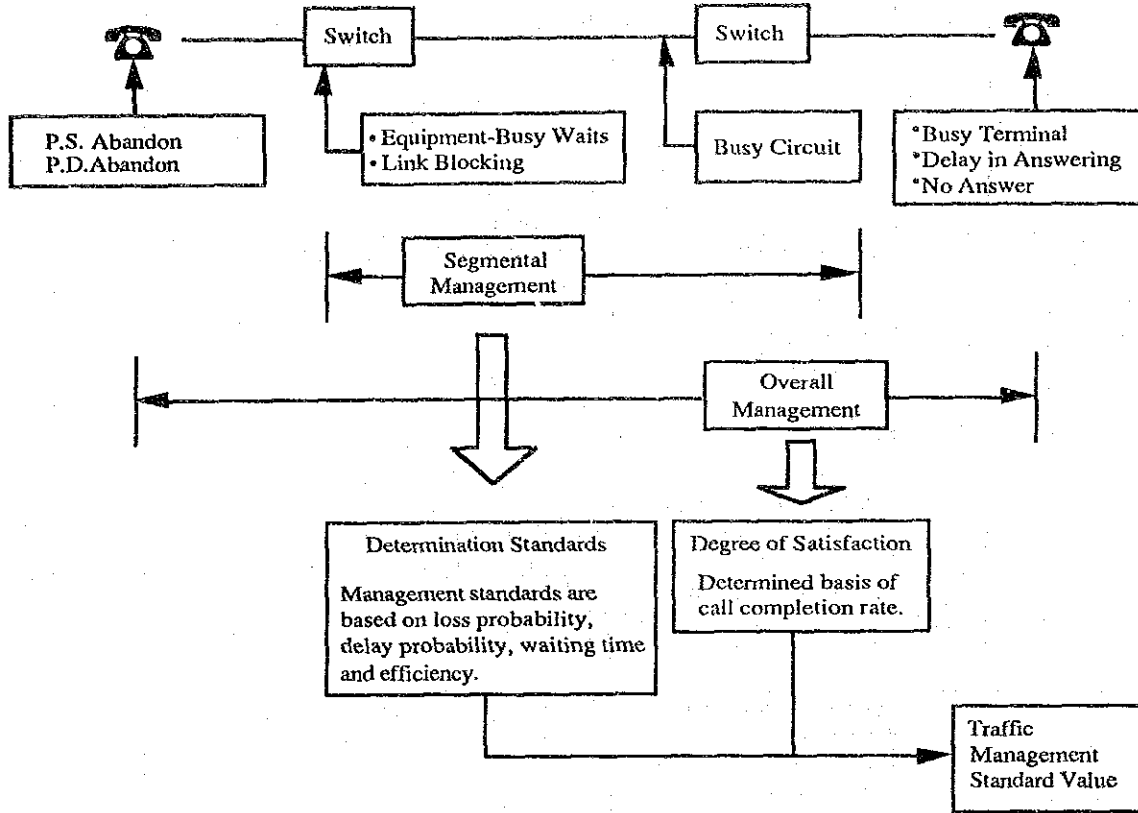 Switch
Switch
P.S. Abandon
P.D.Abandon
• Equipment-Busy Waits
• Link Blocking
Busy Circuit
•Busy Terminal
•Delay in Answering
•No Answer
Segmental
Management
Overall
Management
Determination Standards
Management standards are
based on loss probability,
delay probability, waiting time
and efficiency.
Degree of Satisfaction
Determined basis of
call completion rate.
Traffic
Management
Standard Value